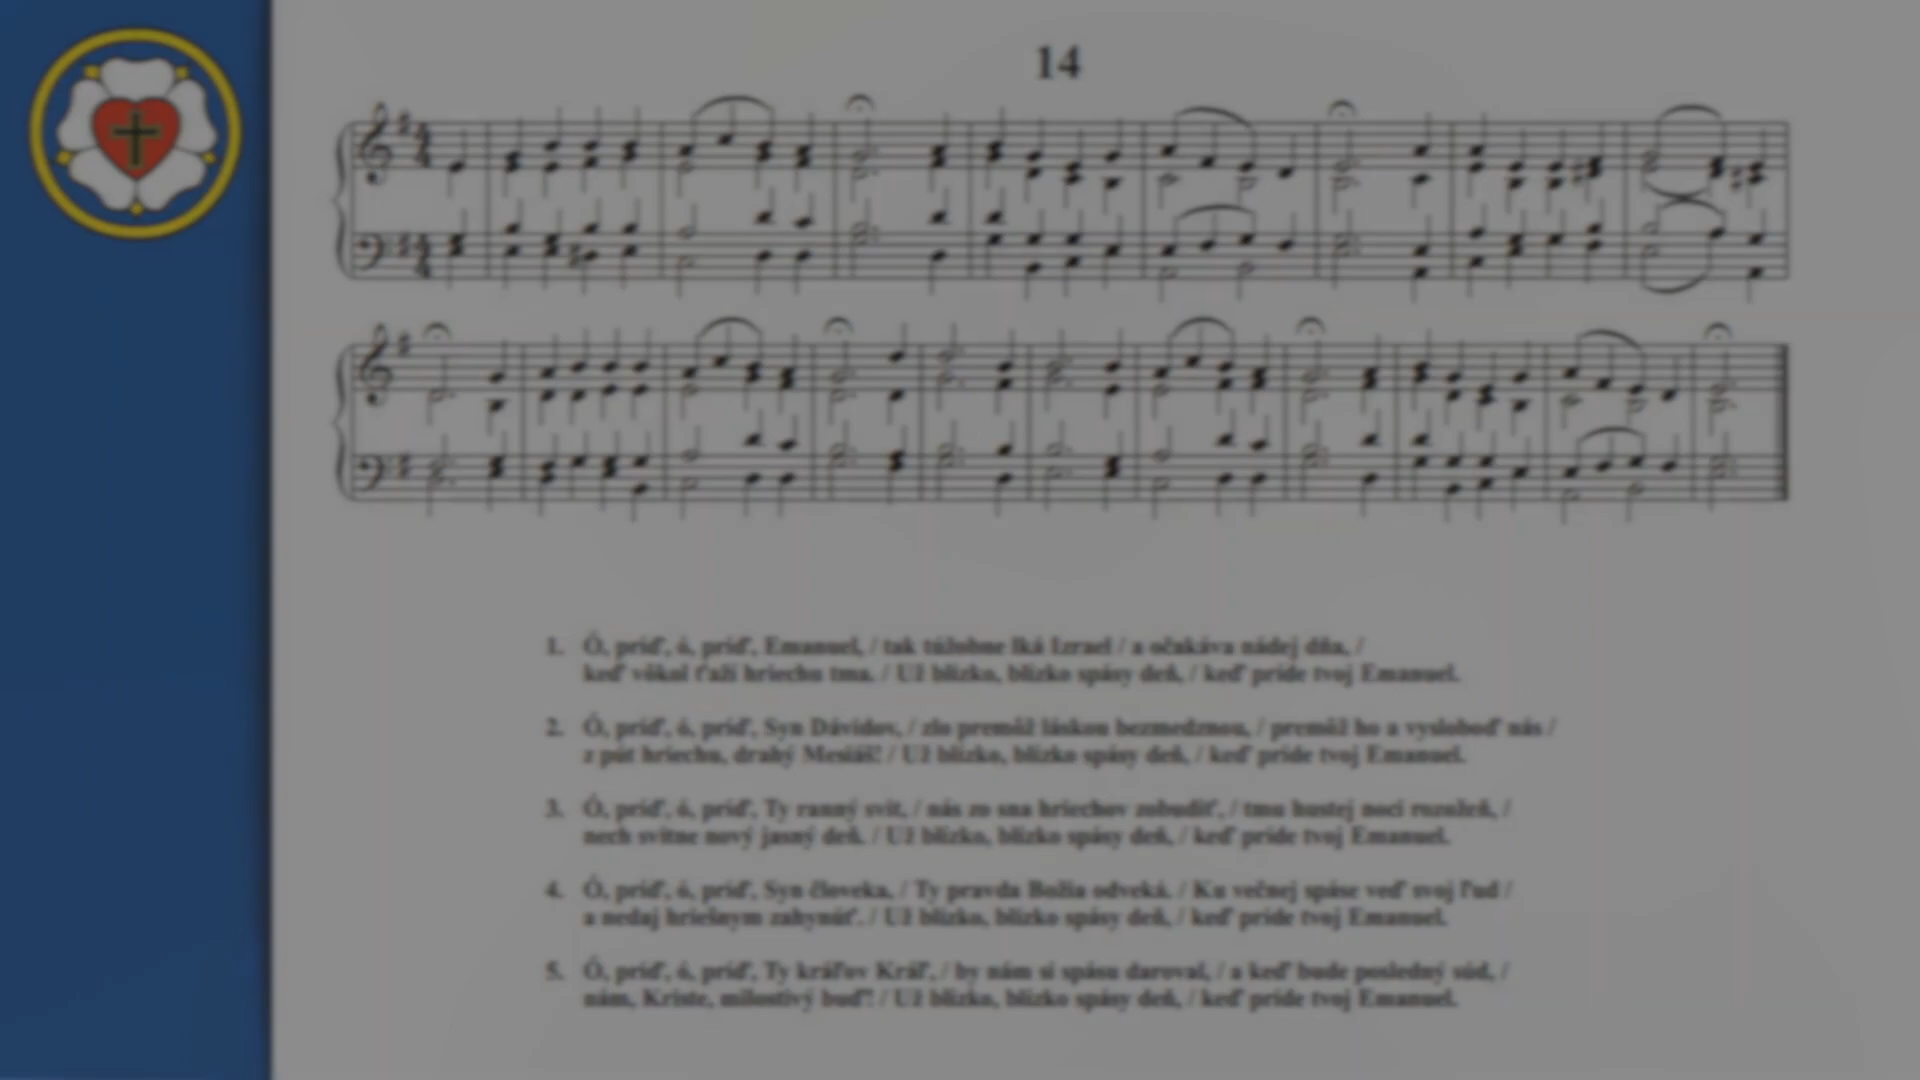 14
1. Ó, príď, ó, príď, Emanuel, / tak túžobne lká Izrael / a očakáva nádej dňa, /
keď vôkol ťaží hriechu tma. / Už blízko, blízko spásy deň, / keď príde tvoj Emanuel.
2. Ó, príď, ó, príď, Syn Dávidov, / zlo premôž láskou bezmedznou, / premôž ho a vysloboď nás /
z pút hriechu, drahý Mesiáš! / Už blízko, blízko spásy deň, / keď príde tvoj Emanuel.
3. Ó, príď, ó, príď, Ty ranný svit, / nás zo sna hriechov zobudiť, / tmu hustej noci rozožeň, /
nech svitne nový jasný deň. / Už blízko, blízko spásy deň, / keď príde tvoj Emanuel.
4. Ó, príď, ó, príď, Syn človeka, / Ty pravda Božia odveká. / Ku večnej spáse veď svoj ľud /
a nedaj hriešnym zahynúť. / Už blízko, blízko spásy deň, / keď príde tvoj Emanuel.
5. Ó, príď, ó, príď, Ty kráľov Kráľ, / by nám si spásu daroval, / a keď bude posledný súd, /
nám, Kriste, milostivý buď! / Už blízko, blízko spásy deň, / keď príde tvoj Emanuel.